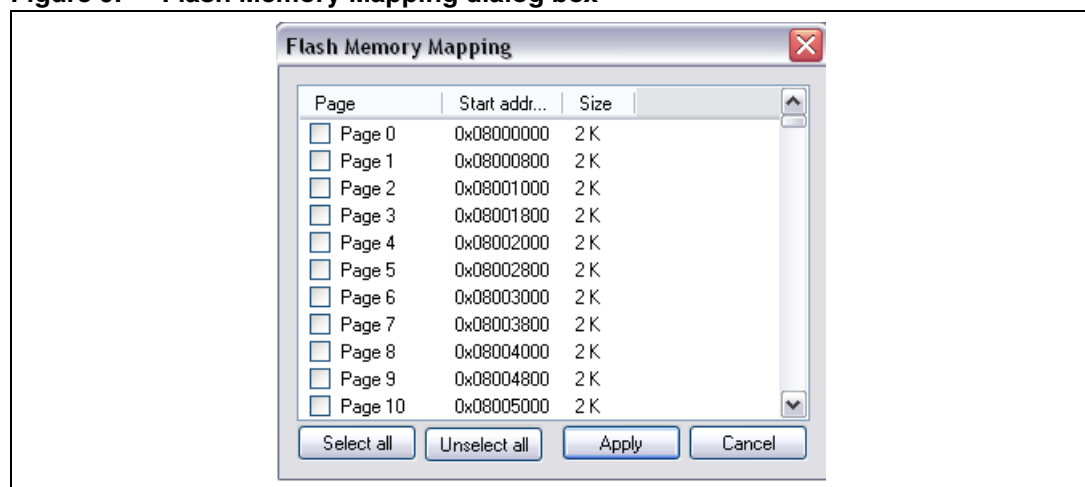 Flash Memory Mapping
Page Start addr... Size
Page 0 0x08000000 2 K
Page 1 0x08000800 2 K
Page 2 0x08001000 2 K
Page 3 0x08001800 2 K
Page 4 0x08002000 2 K
Page 5 0x08002800 2 K
Page 6 0x08003000 2 K
Page 7 0x08003800 2 K
Page 8 0x08004000 2 K
Page 9 0x08004800 2 K
Page 10 0x08005000 2 K
Select all Unselect all Apply Cancel